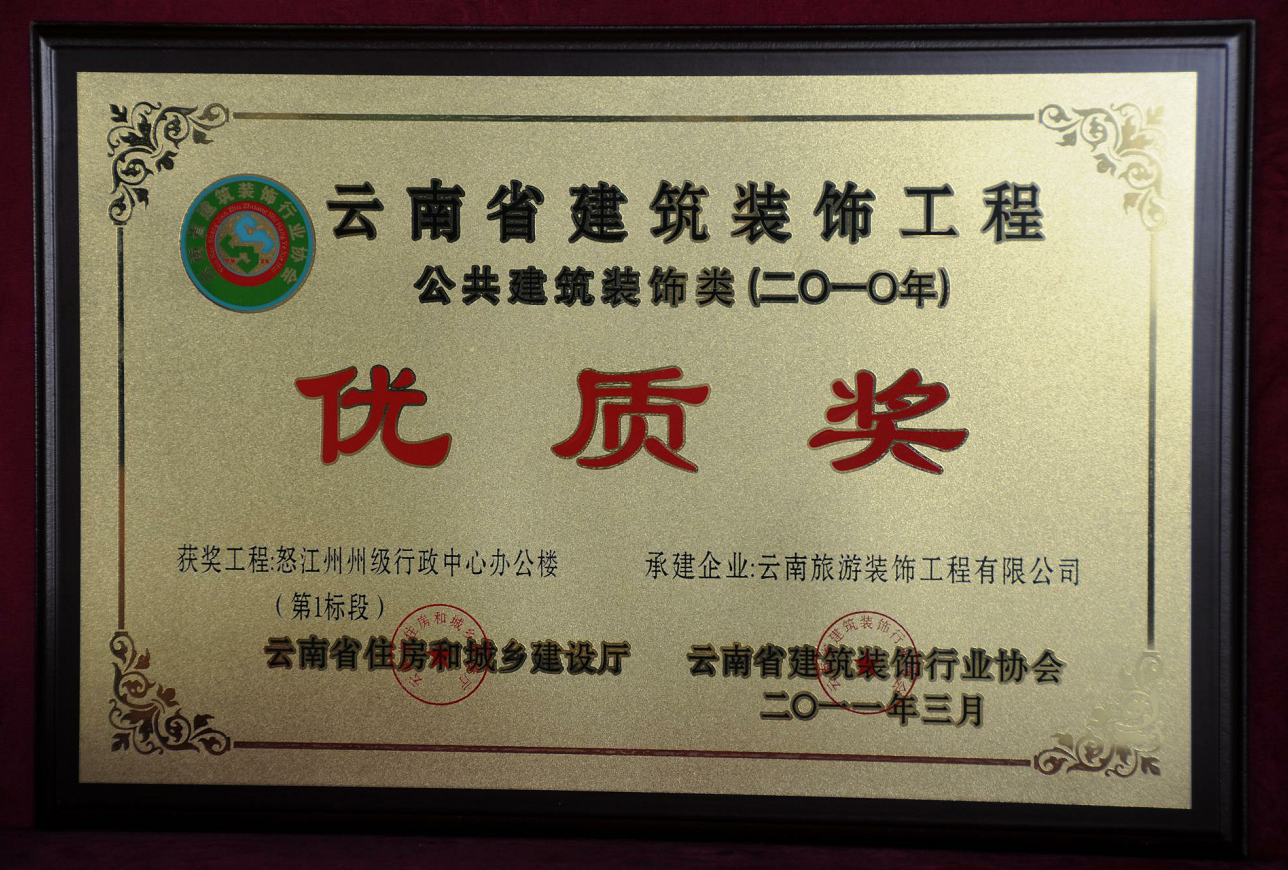 云南省建筑装饰工程
公共建筑装饰类(二〇一〇年)
优质奖
获奖工程:怒江州州级行政中心办公楼
(第1标段)
承建企业:云南旅游装饰工程有限公司
云南省住房和城乡建设厅
云南省建筑装饰行业协会
二〇一一年三月